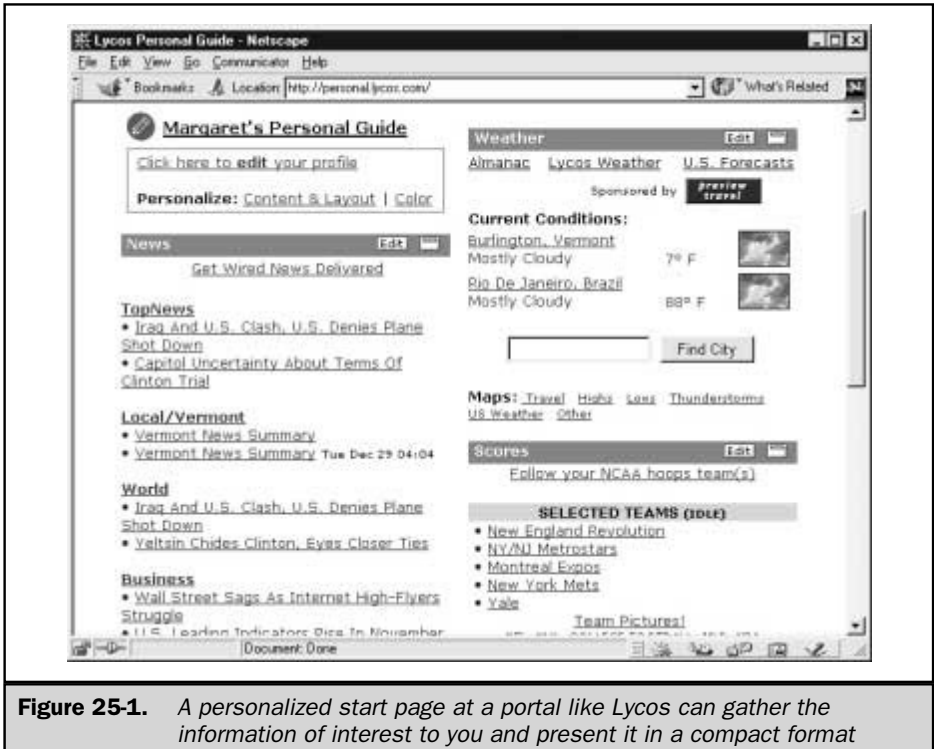 Lycos Personal Guide - Netscape
File Edit View Go Communicator Help
Bookmarks Location: http://personal.lycos.com/ What's Related
Margaret's Personal Guide
Click here to edit your profile
Personalize: Content & Layout | Color
News Edit
Get Wired News Delivered
TopNews
• Iraq And U.S. Clash, U.S. Denies Plane
Shot Down
• Capitol Uncertainty About Terms Of
Clinton Trial
Local/Vermont
• Vermont News Summary
• Vermont News Summary Tue Dec 29 04:04
World
• Iraq And U.S. Clash, U.S. Denies Plane
Shot Down
• Yeltsin Chides Clinton, Eyes Closer Ties
Business
• Wall Street Sags As Internet High-Flyers
Struggle
• U.S. Leading Indicators Rise In November
Weather Edit
Almanac Lycos Weather U.S. Forecasts
Sponsored by preview
travel
Current Conditions:
Burlington, Vermont
Mostly Cloudy 7° F
Rio De Janeiro, Brazil
Mostly Cloudy 88° F
Find City
Maps: Travel Highs Lows Thunderstorms
US Weather Other
Scores Edit
Follow your NCAA hoops team(s)
SELECTED TEAMS (IDLE)
• New England Revolution
• NY/NJ Metrostars
• Montreal Expos
• New York Mets
• Yale
Team Pictures!
Document: Done
Figure 25-1. A personalized start page at a portal like Lycos can gather the
information of interest to you and present it in a compact format